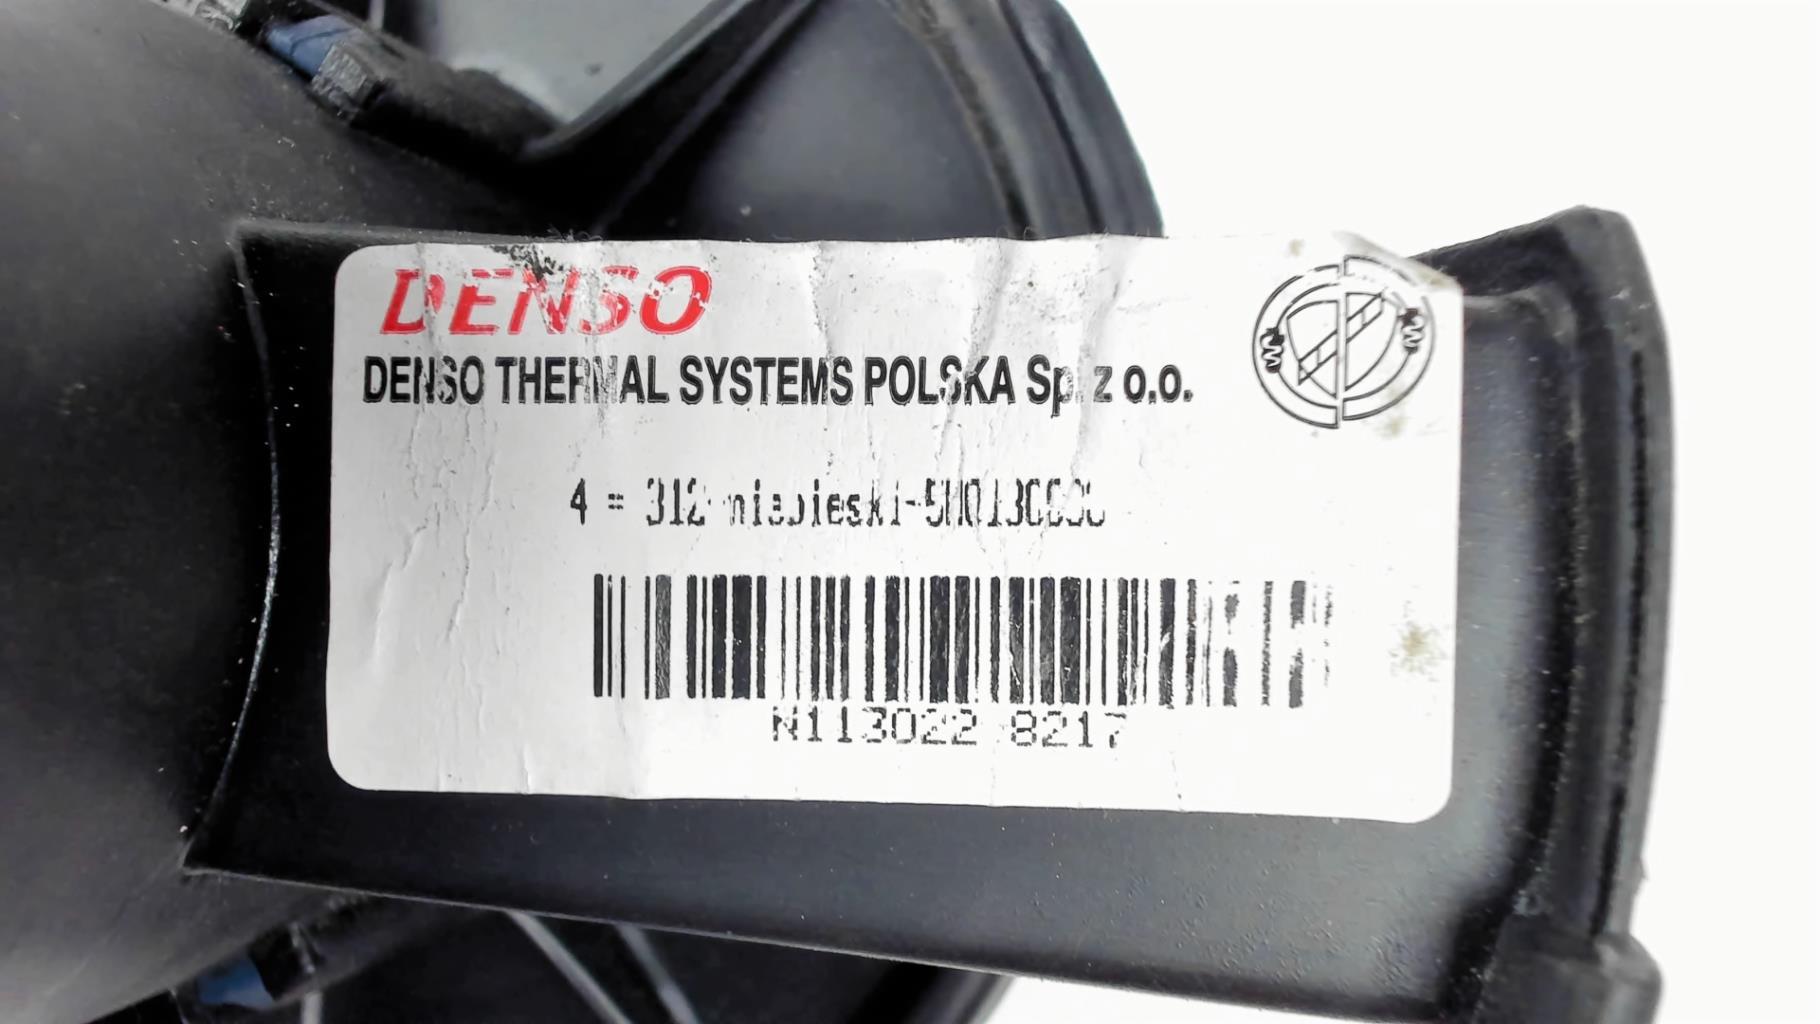 DENSO
DENSO THERMAL SYSTEMS POLSKA Sp. z o.o.
4 = 312 niebieski
N113022 8217